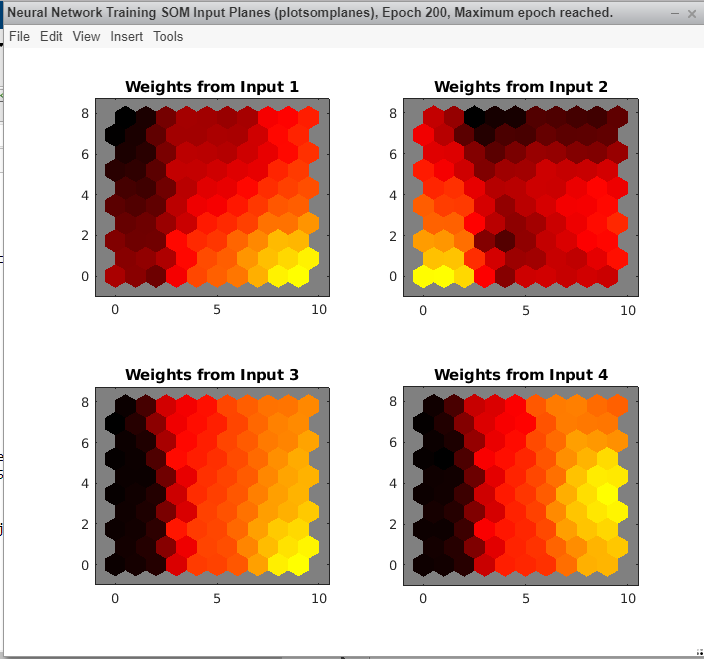 Neural Network Training SOM Input Planes (plotsomplanes), Epoch 200, Maximum epoch reached.
File Edit View Insert Tools
Weights from Input 1
8
6
4
2
0
0 5 10
Weights from Input 2
8
6
4
2
0
0 5 10
Weights from Input 3
8
6
4
2
0
0 5 10
Weights from Input 4
8
6
4
2
0
0 5 10